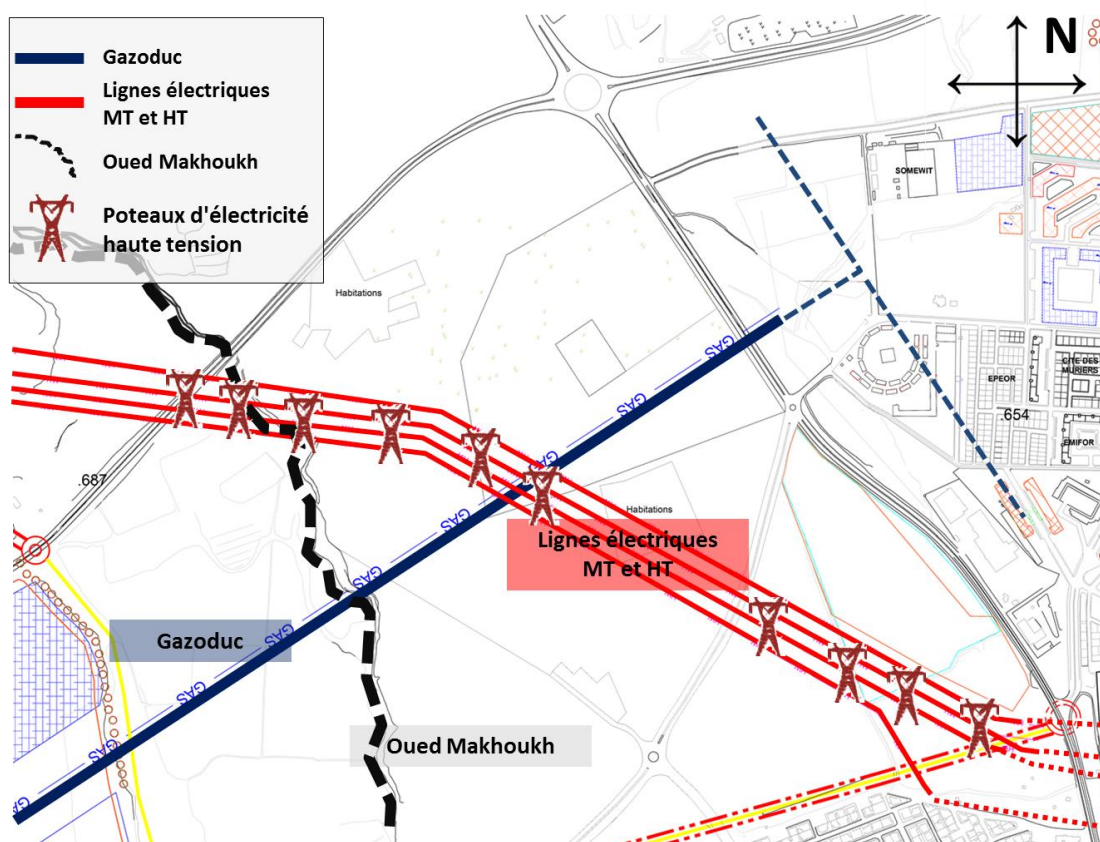 Gazoduc
Lignes électriques
MT et HT
Oued Makhoukh
Poteaux d'électricité
haute tension
N
SOMEWIT
Habitations
GAS
GAS
EPEOR
CITE DES
MURIERS
.654
EMIFOR
GAS
.687
GAS
Habitations
Lignes électriques
MT et HT
GAS
Gazoduc
GAS
GAS
Oued Makhoukh
GAS